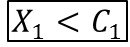 X₁ < C₁